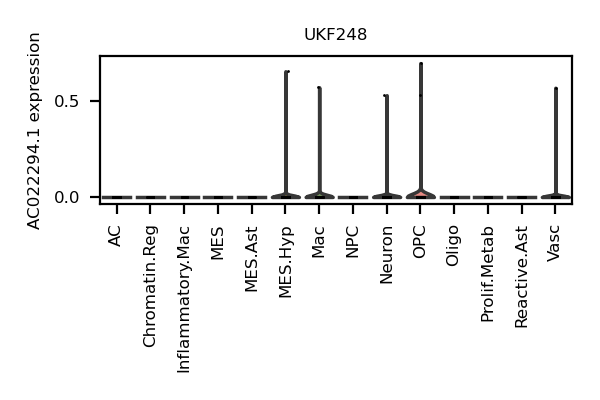 UKF248
AC022294.1 expression
0.5
0.0
AC
Chromatin.Reg
Inflammatory.Mac
MES
MES.Ast
MES.Hyp
Mac
NPC
Neuron
OPC
Oligo
Prolif.Metab
Reactive.Ast
Vasc